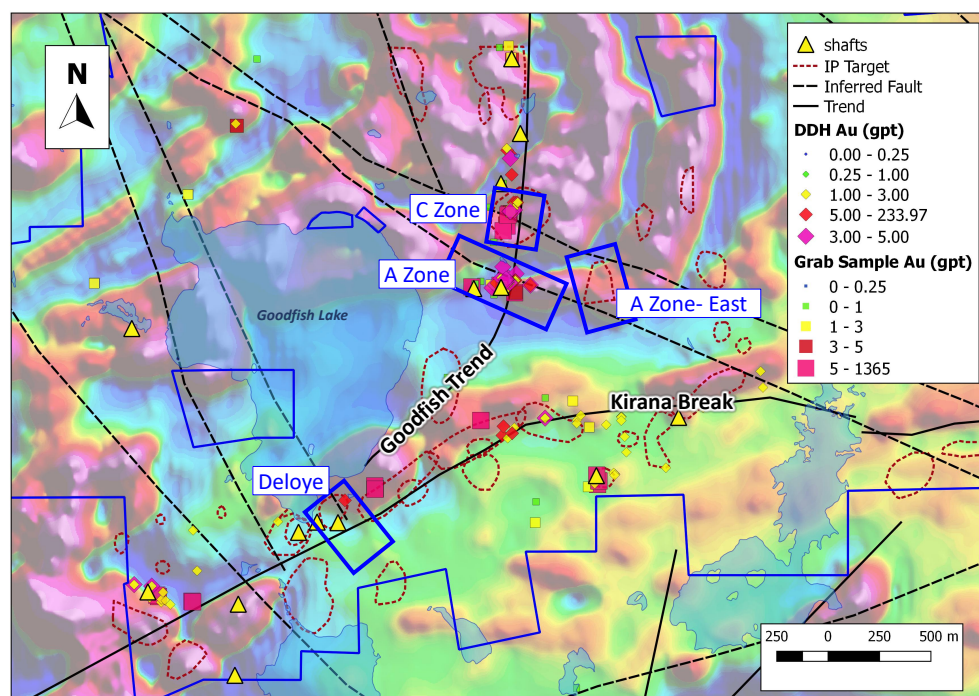 N
shafts
IP Target
Inferred Fault
Trend
DDH Au (gpt)
0.00 - 0.25
0.25 - 1.00
1.00 - 3.00
5.00 - 233.97
3.00 - 5.00
Grab Sample Au (gpt)
0 - 0.25
0 - 1
1 - 3
3 - 5
5 - 1365
C Zone
A Zone
A Zone- East
Goodfish Lake
Goodfish Trend
Kirana Break
Deloye
250 0 250 500 m